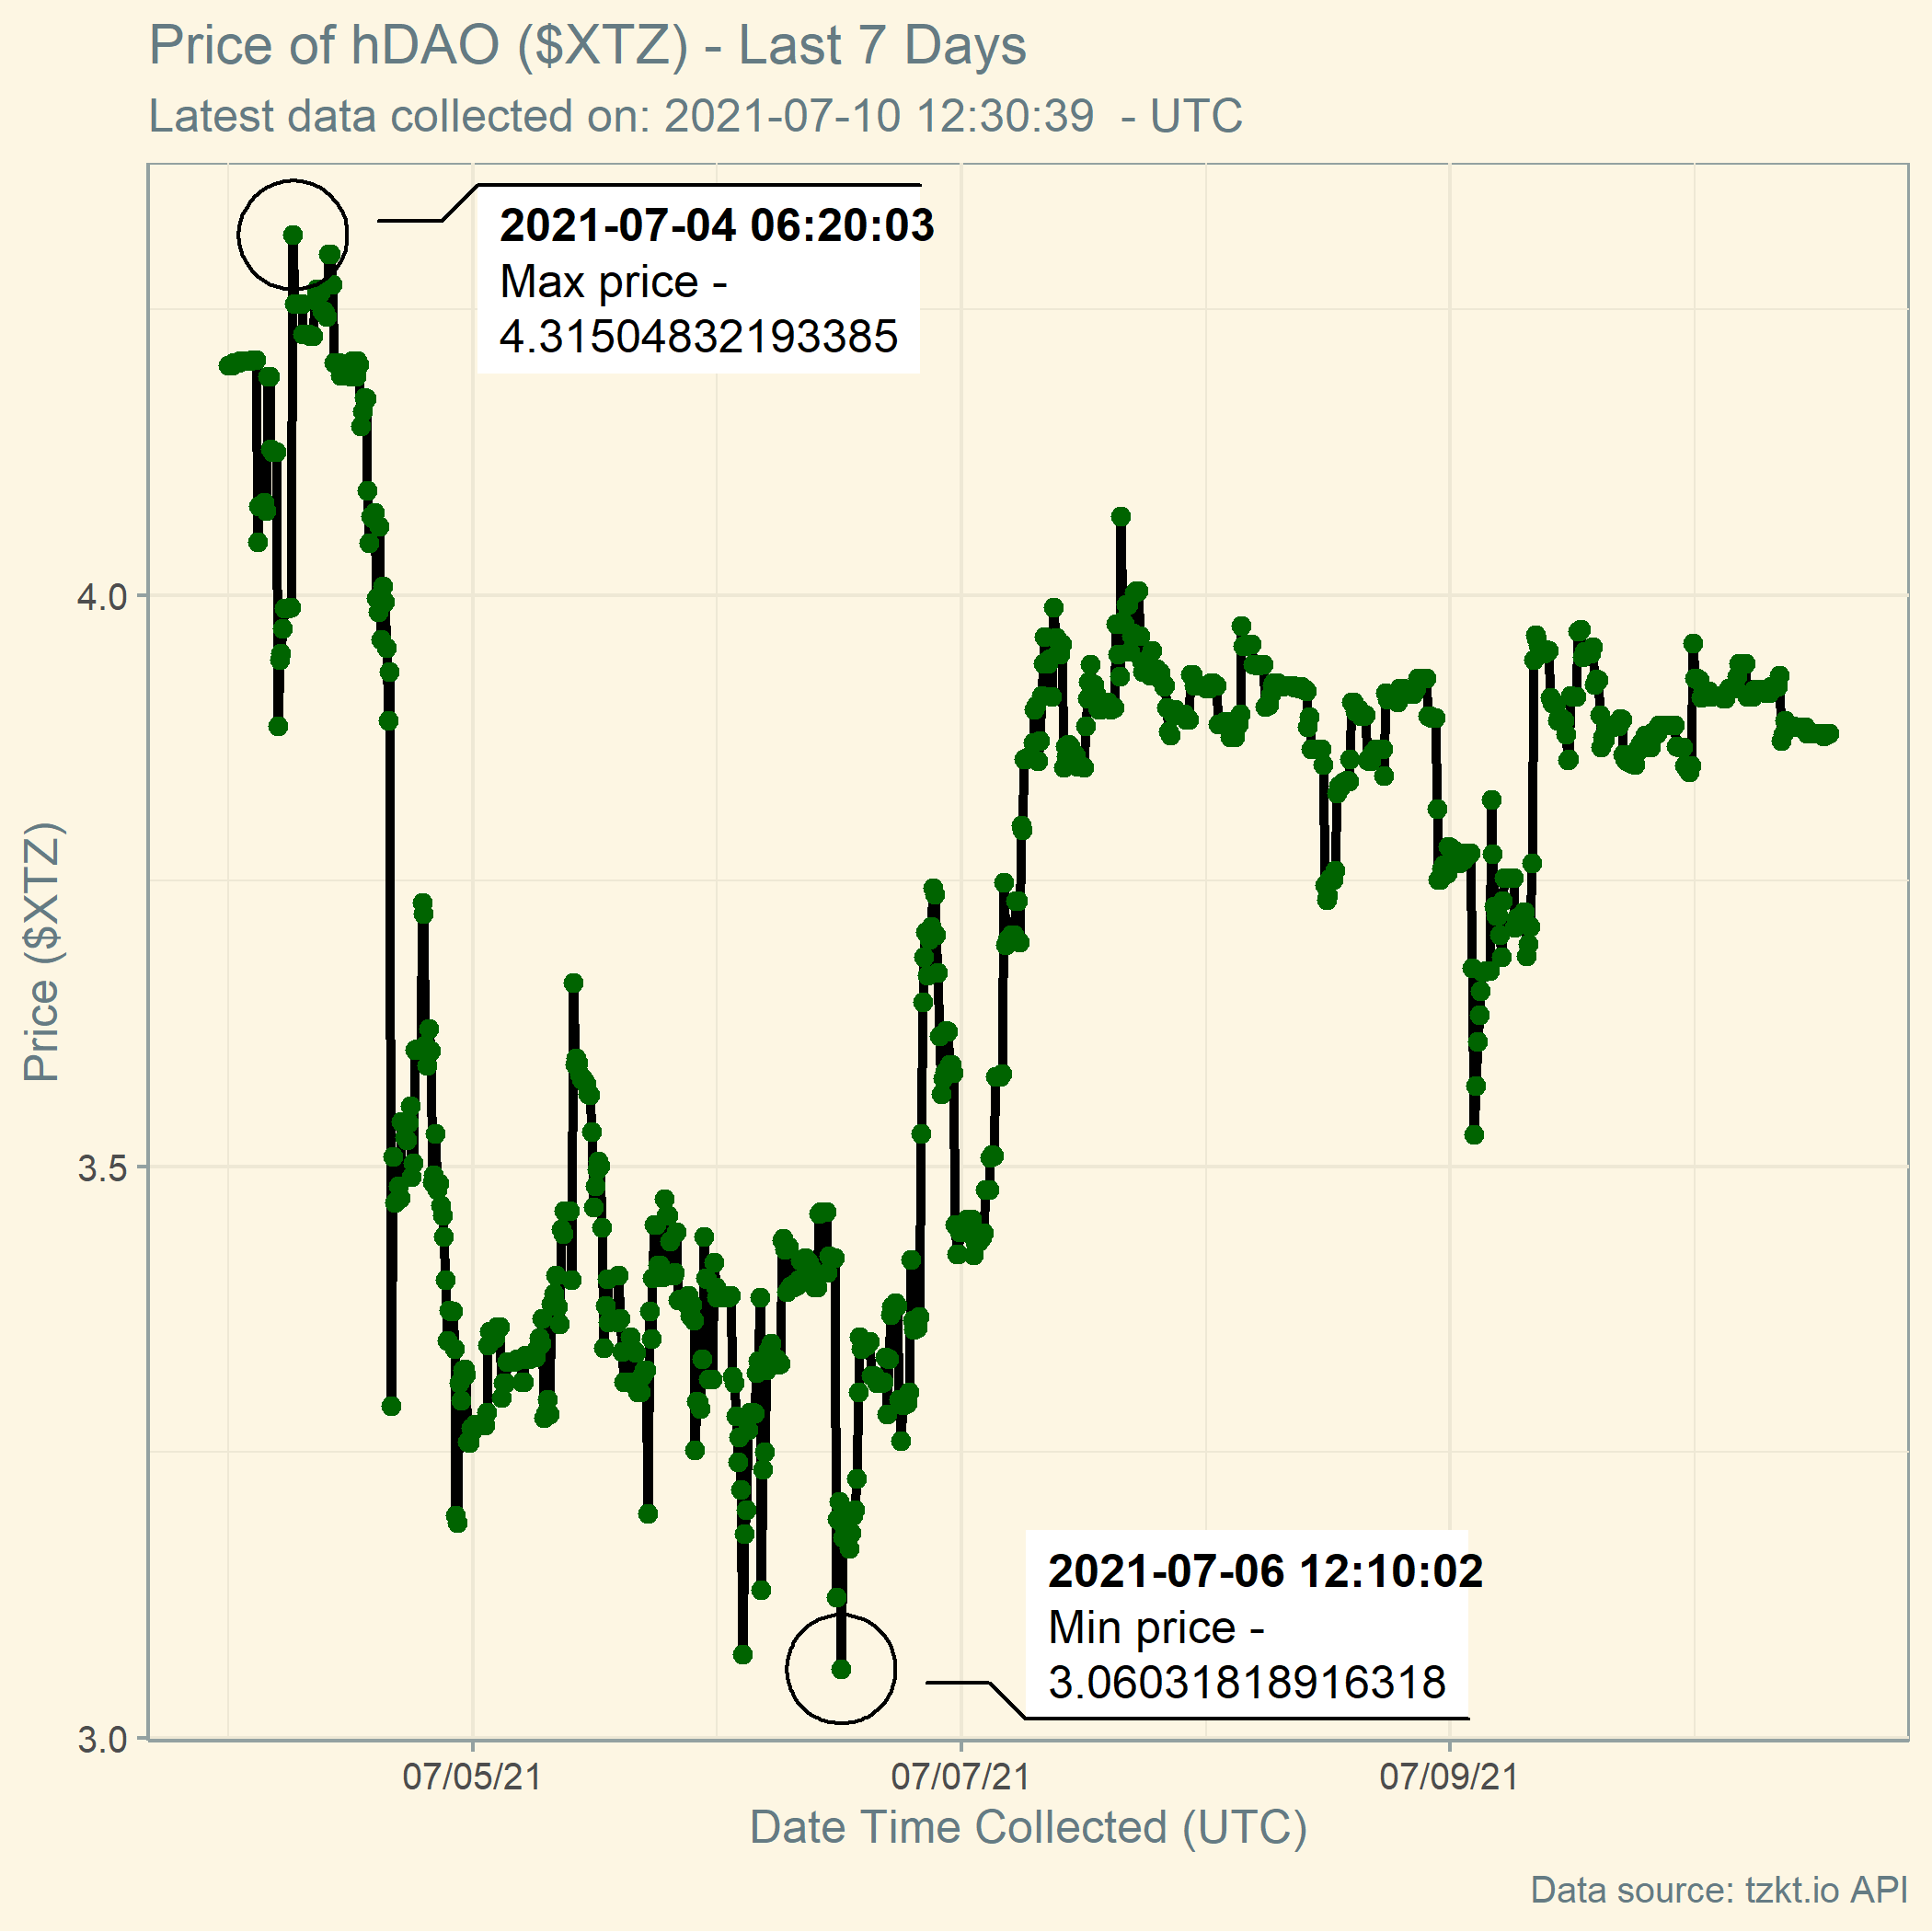 Price of hDAO ($XTZ) - Last 7 Days
Latest data collected on: 2021-07-10 12:30:39  - UTC
2021-07-04 06:20:03
Max price -
4.31504832193385
4.0
3.5
3.0
Price ($XTZ)
2021-07-06 12:10:02
Min price -
3.06031818916318
07/05/21
07/07/21
07/09/21
Date Time Collected (UTC)
Data source: tzkt.io API